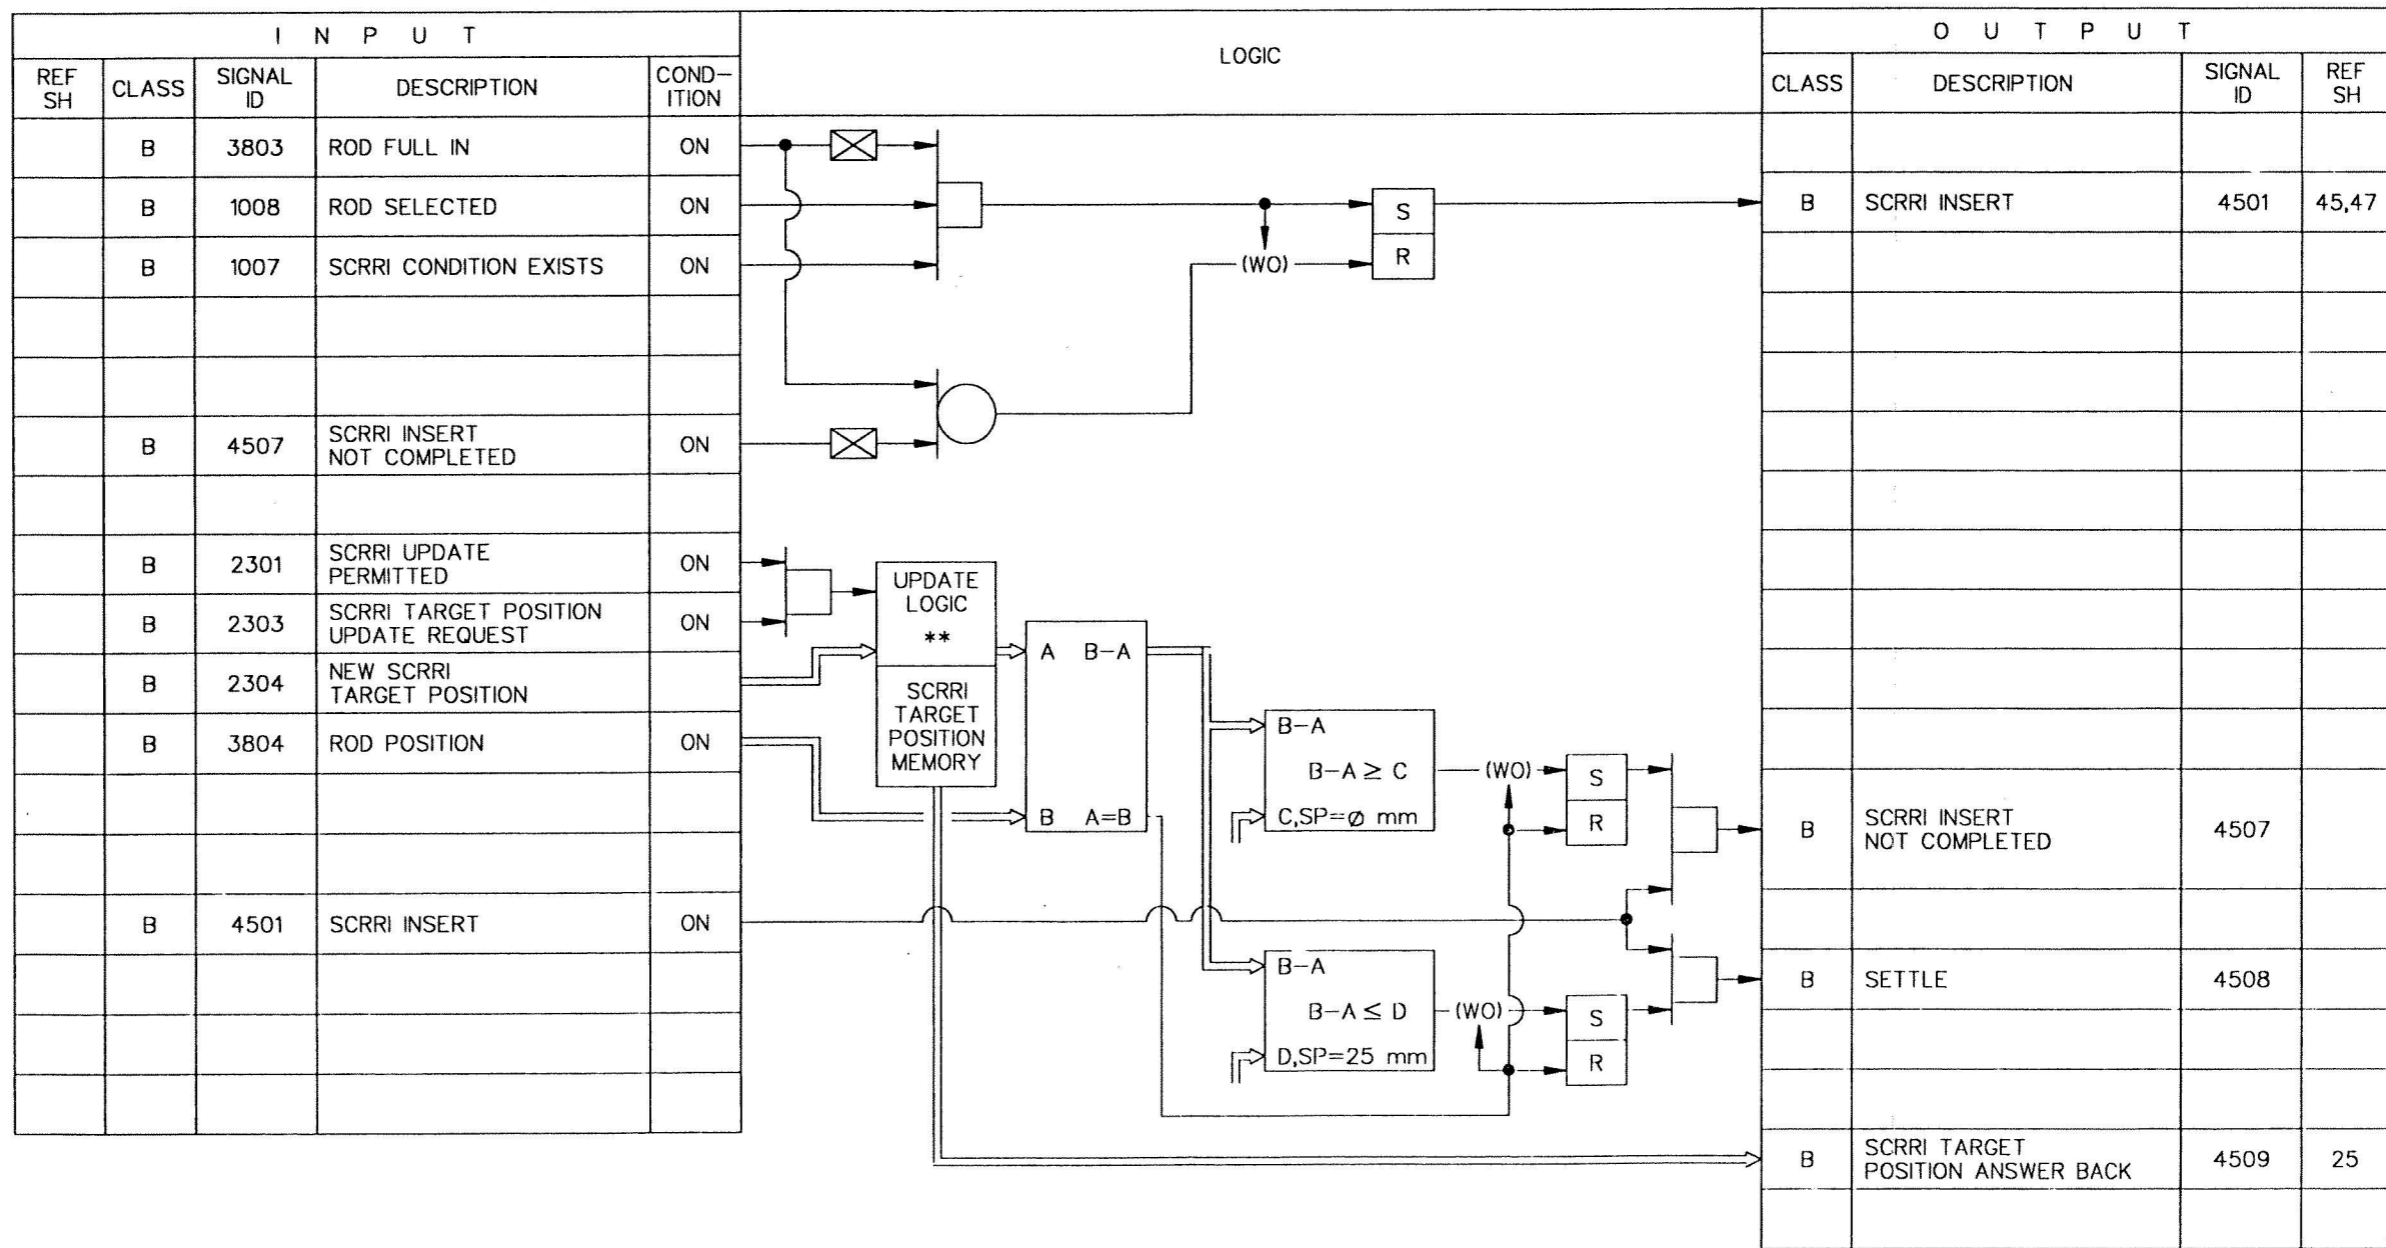 I N P U T
LOGIC
O U T P U T
REF SH
CLASS
SIGNAL ID
DESCRIPTION
COND-ITION
CLASS
DESCRIPTION
SIGNAL ID
REF SH
B 3803 ROD FULL IN ON
B 1008 ROD SELECTED ON
S
R
(WO)
B SCRRI INSERT 4501 45,47
B 1007 SCRRI CONDITION EXISTS ON
B 4507 SCRRI INSERT
NOT COMPLETED ON
B 2301 SCRRI UPDATE
PERMITTED ON
B 2303 SCRRI TARGET POSITION
UPDATE REQUEST ON
B 2304 NEW SCRRI
TARGET POSITION
B 3804 ROD POSITION ON
B 4501 SCRRI INSERT ON
UPDATE
LOGIC
**
SCRRI
TARGET
POSITION
MEMORY
A B-A
B A=B
B-A
B-A ≥ C
C,SP=Ø mm
(WO)
S
R
B SCRRI INSERT
NOT COMPLETED 4507
B-A
B-A ≤ D
D,SP=25 mm
(WO)
S
R
B SETTLE 4508
B SCRRI TARGET
POSITION ANSWER BACK 4509 25